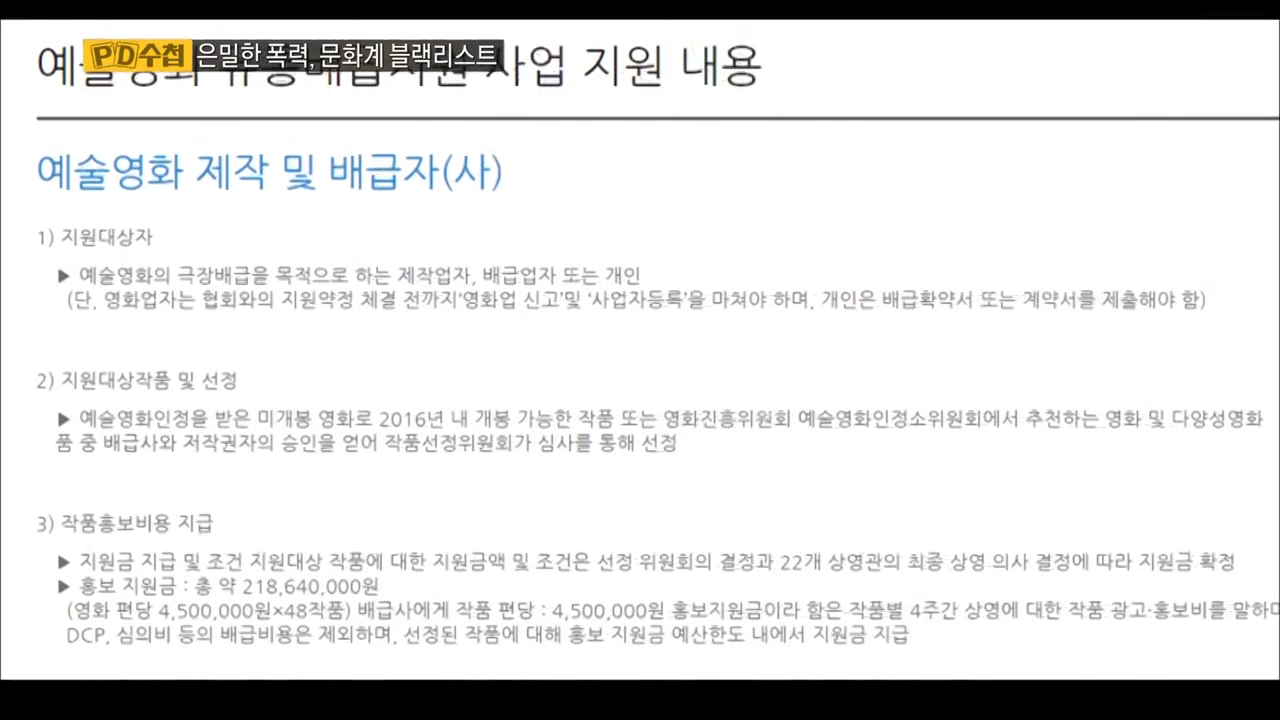 PD수첩 은밀한 폭력, 문화계 블랙리스트
예술영화 유통배급지원 사업 지원 내용
예술영화 제작 및 배급자(사)
1) 지원대상자
▶ 예술영화의 극장배급을 목적으로 하는 제작업자, 배급업자 또는 개인
(단, 영화업자는 협회와의 지원약정 체결 전까지'영화업 신고'및 '사업자등록'을 마쳐야 하며, 개인은 배급확약서 또는 계약서를 제출해야 함)
2) 지원대상작품 및 선정
▶ 예술영화인정을 받은 미개봉 영화로 2016년 내 개봉 가능한 작품 또는 영화진흥위원회 예술영화인정소위원회에서 추천하는 영화 및 다양성영화
품 중 배급사와 저작권자의 승인을 얻어 작품선정위원회가 심사를 통해 선정
3) 작품홍보비용 지급
▶ 지원금 지급 및 조건 지원대상 작품에 대한 지원금액 및 조건은 선정 위원회의 결정과 22개 상영관의 최종 상영 의사 결정에 따라 지원금 확정
▶ 홍보 지원금 : 총 약 218,640,000원
(영화 편당 4,500,000원×48작품) 배급사에게 작품 편당 : 4,500,000원 홍보지원금이라 함은 작품별 4주간 상영에 대한 작품 광고·홍보비를 말하며
DCP, 심의비 등의 배급비용은 제외하며, 선정된 작품에 대해 홍보 지원금 예산한도 내에서 지원금 지급